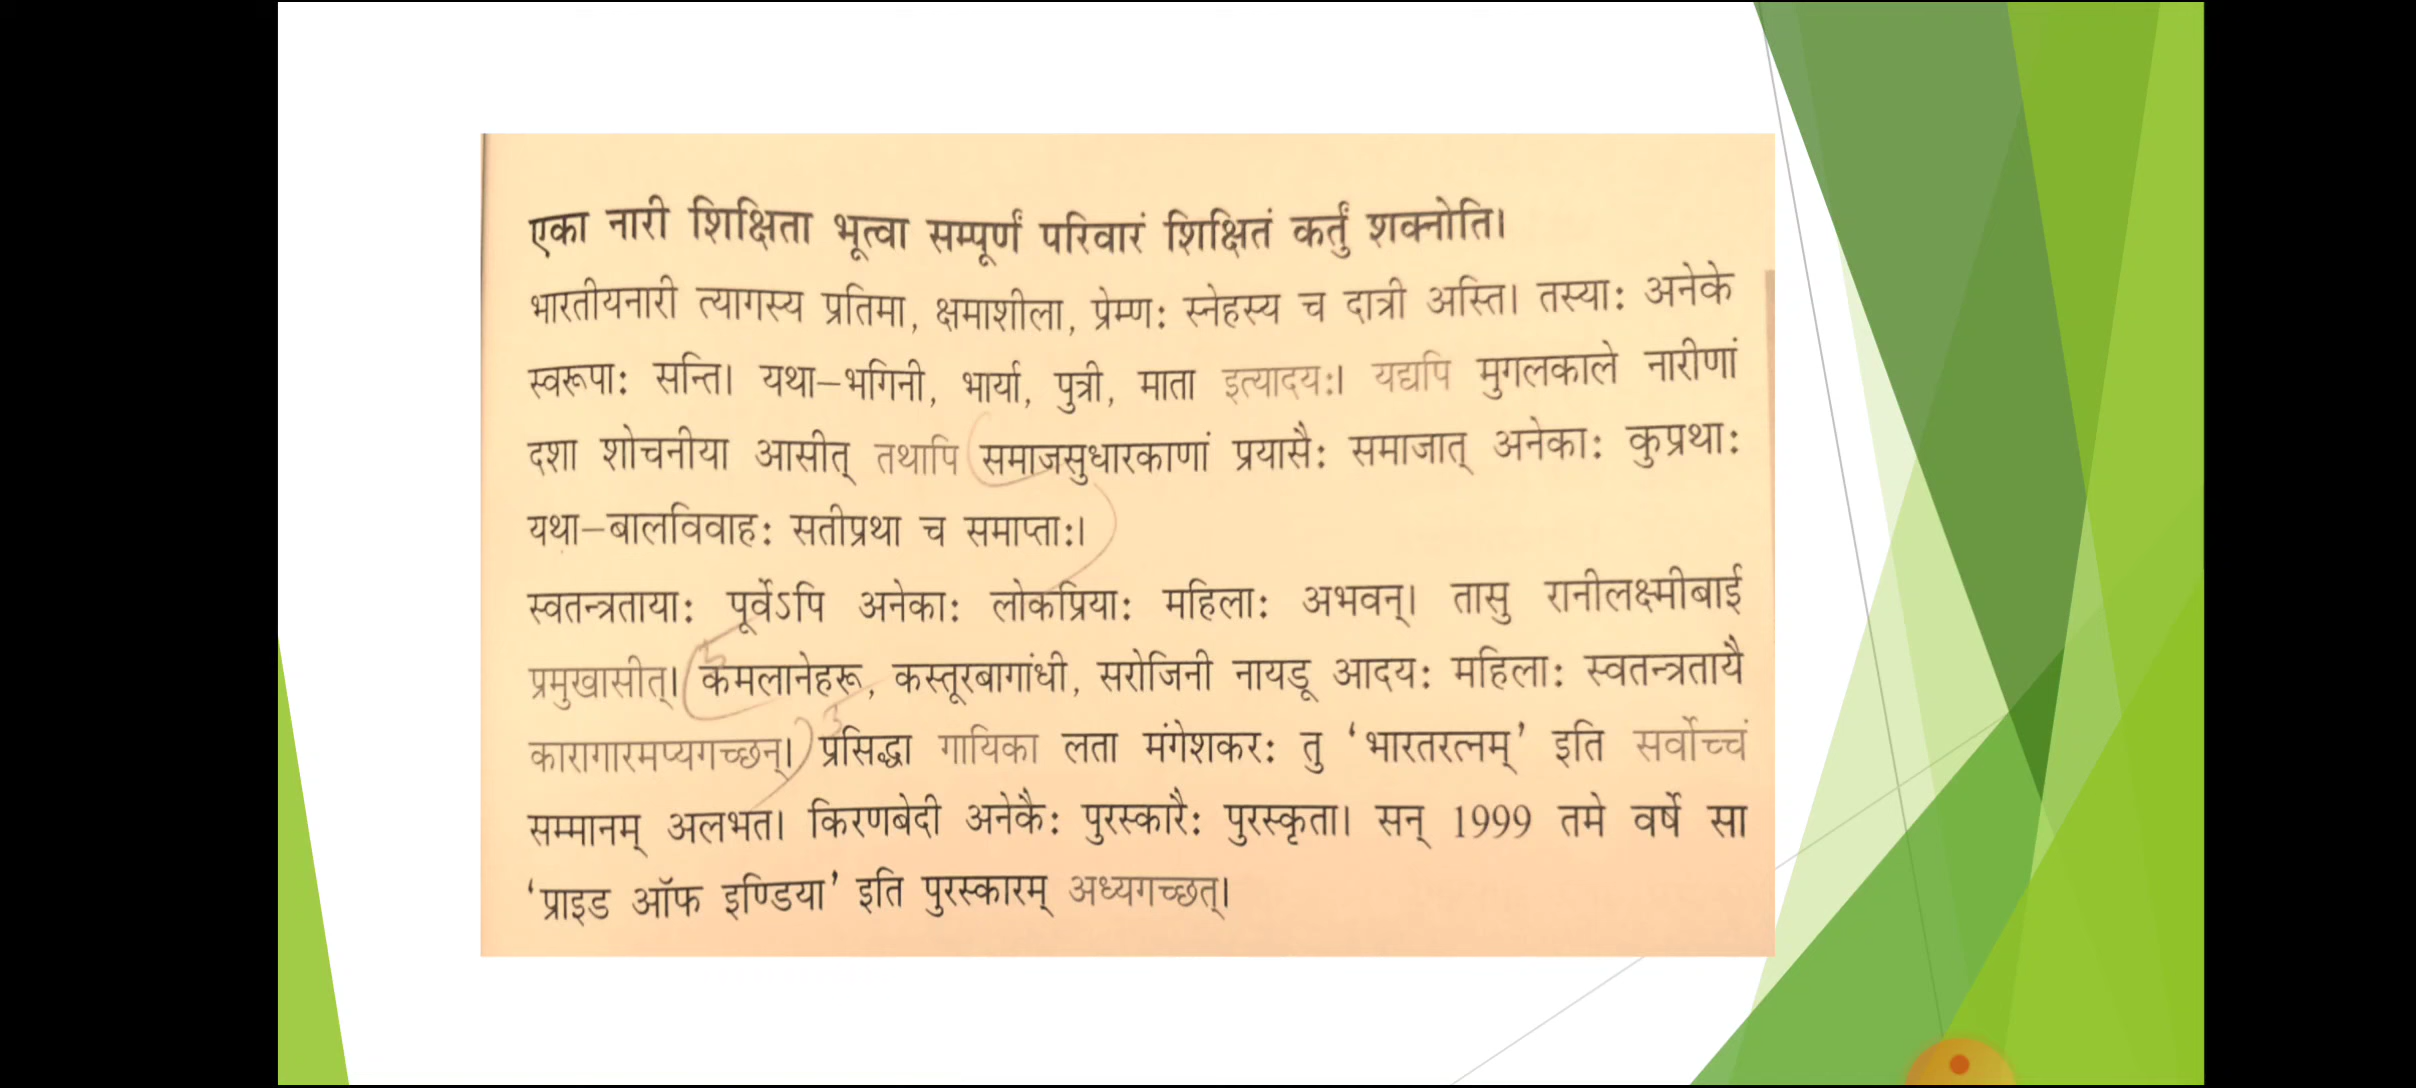 एका नारी शिक्षिता भूत्वा सम्पूर्णं परिवारं शिक्षितं कर्तुं शक्नोति।
भारतीयनारी त्यागस्य प्रतिमा, क्षमाशीला, प्रेम्णः स्नेहस्य च दात्री अस्ति। तस्याः अनेके
स्वरूपाः सन्ति। यथा–भगिनी, भार्या, पुत्री, माता इत्यादयः। यद्यपि मुगलकाले नारीणां
दशा शोचनीया आसीत् तथापि समाजसुधारकाणां प्रयासैः समाजात् अनेकाः कुप्रथाः
यथा–बालविवाहः सतीप्रथा च समाप्ताः।
स्वतन्त्रतायाः पूर्वेऽपि अनेकाः लोकप्रियाः महिलाः अभवन्। तासु रानीलक्ष्मीबाई
प्रमुखासीत्। कमलानेहरू, कस्तूरबागांधी, सरोजिनी नायडू आदयः महिलाः स्वतन्त्रतायै
कारागारमप्यगच्छन्। प्रसिद्धा गायिका लता मंगेशकरः तु ‘भारतरत्नम्’ इति सर्वोच्चं
सम्मानम् अलभत। किरणबेदी अनेकैः पुरस्कारैः पुरस्कृता। सन् 1999 तमे वर्षे सा
‘प्राइड ऑफ इण्डिया’ इति पुरस्कारम् अध्यगच्छत्।